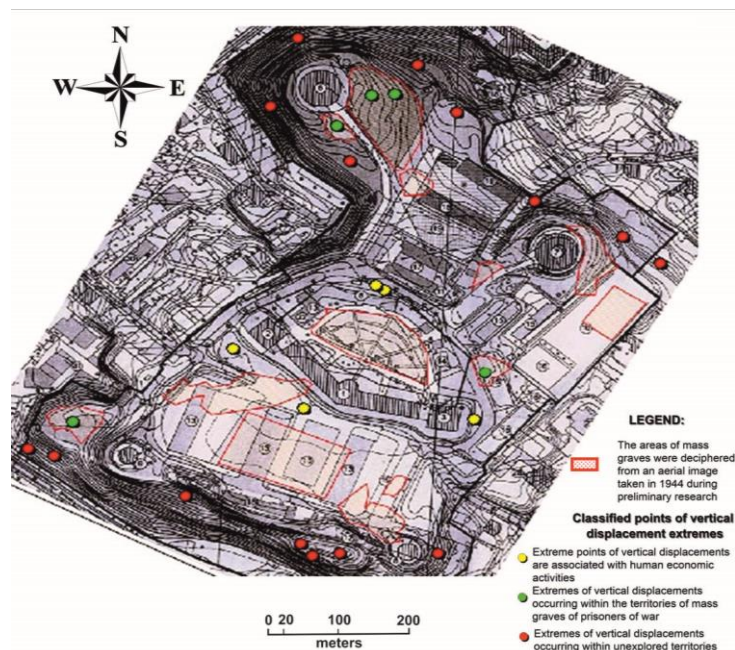 N
W E
S
LEGEND:
The areas of mass
graves were deciphered
from an aerial image
taken in 1944 during
preliminary research
Classified points of vertical
displacement extremes
Extreme points of vertical displacements
are associated with human economic
activities
Extremes of vertical displacements
occurring within the territories of mass
graves of prisoners of war
Extremes of vertical displacements
occurring within unexplored territories
0 20 100 200
meters